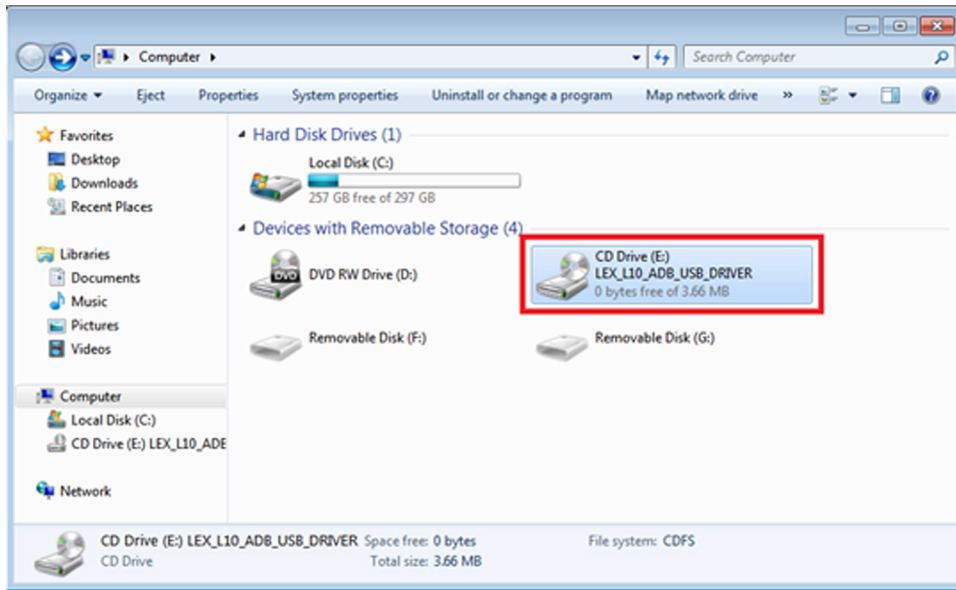 Computer
Search Computer
Organize Eject Properties System properties Uninstall or change a program Map network drive »
Favorites
Desktop
Downloads
Recent Places
Libraries
Documents
Music
Pictures
Videos
Computer
Local Disk (C:)
CD Drive (E:) LEX_L10_ADB
Network
Hard Disk Drives (1)
Local Disk (C:)
257 GB free of 297 GB
Devices with Removable Storage (4)
DVD RW Drive (D:)
DVD
CD Drive (E:)
LEX_L10_ADB_USB_DRIVER
0 bytes free of 3.66 MB
Removable Disk (F:)
Removable Disk (G:)
CD Drive (E:) LEX_L10_ADB_USB_DRIVER Space free: 0 bytes File system: CDFS
CD Drive Total size: 3.66 MB